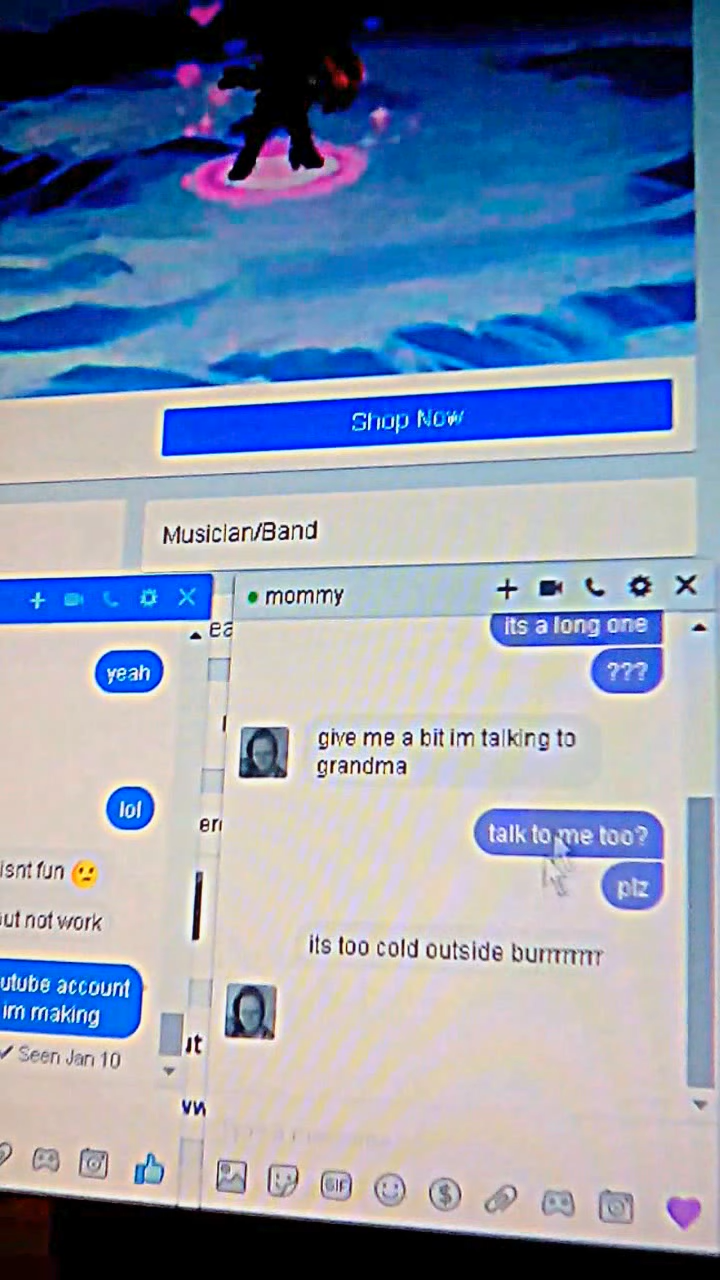 Shop Now
Musician/Band
mommy
its a long one
???
give me a bit im talking to
grandma
talk to me too?
plz
its too cold outside burrrrrrrr
yeah
lol
isnt fun
ut not work
utube account
im making
Seen Jan 10
GIF